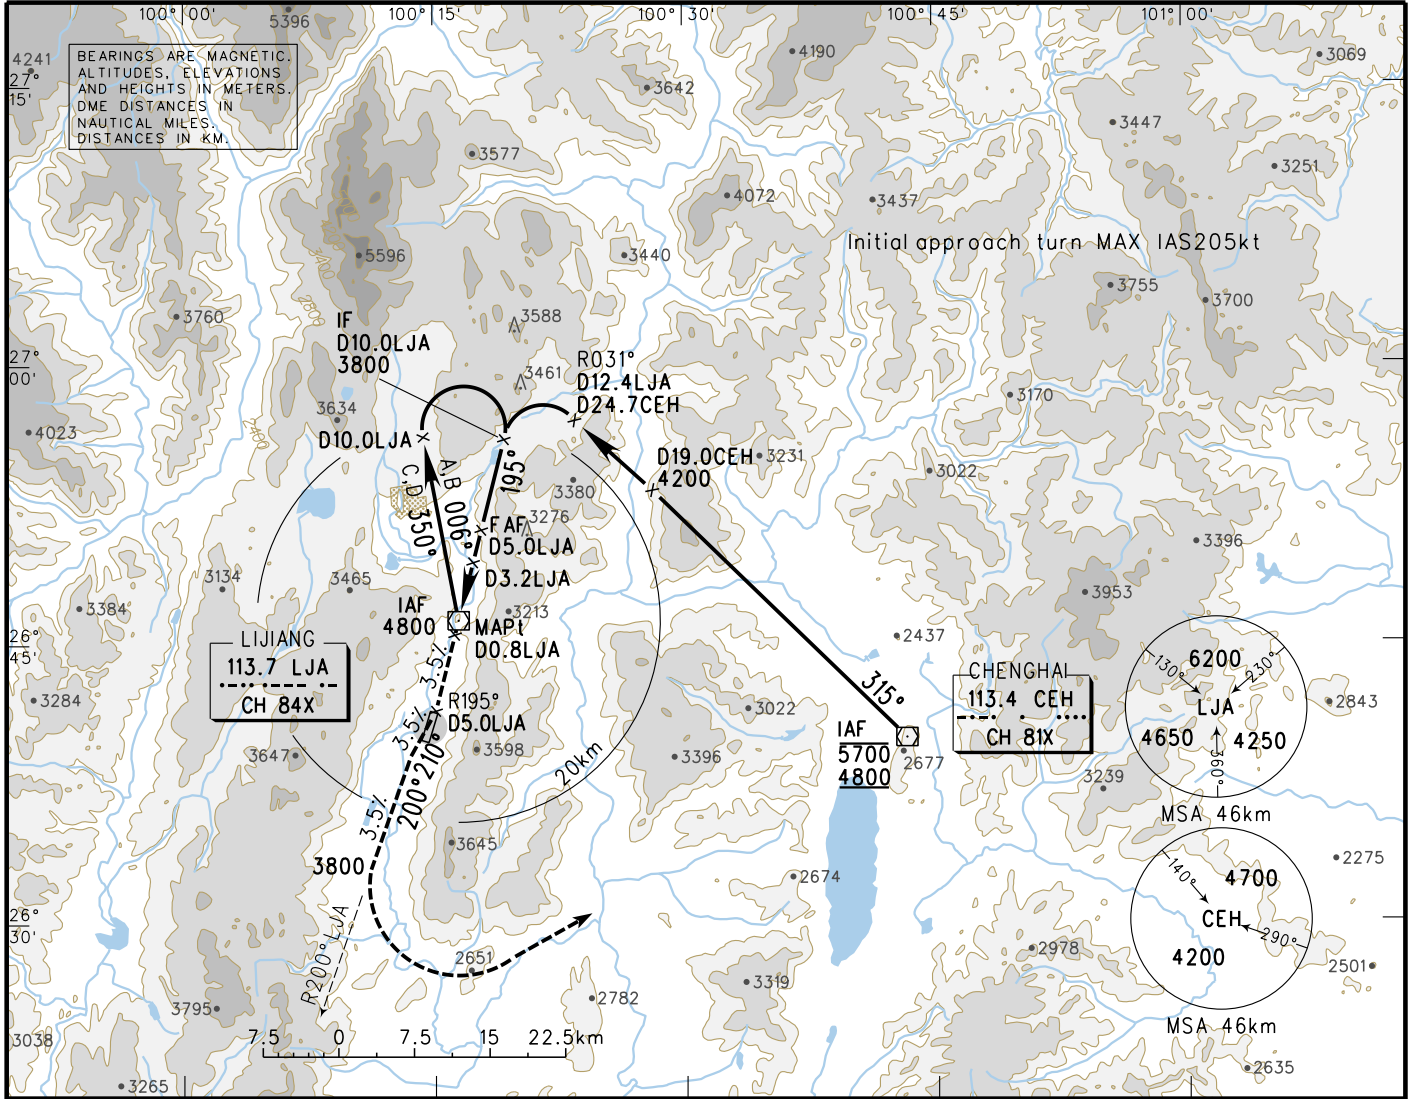 100° 00'
100° 15'
100° 30'
100° 45'
101° 00'
5396
4241
27°
15'
BEARINGS ARE MAGNETIC.
ALTITUDES, ELEVATIONS
AND HEIGHTS IN METERS.
DME DISTANCES IN
NAUTICAL MILES.
DISTANCES IN KM.
4190
3069
3642
3447
3577
3251
4072
3437
Initial approach turn MAX IAS205kt
5596
3440
3755
3700
2400
2800
3760
3588
IF
D10.0LJA
3800
27°
00'
3461
R031°
D12.4LJA
D24.7CEH
3170
3634
2400
4023
D10.0LJA
195°
D19.0CEH
4200
3231
3022
3380
A,B 006°
C,D 350°
3276
FAF
D5.0LJA
3396
D3.2LJA
3134
3465
3953
3384
IAF
4800
3213
MAPt
D0.8LJA
26°
45'
2437
LIJIANG
113.7 LJA
CH 84X
3.5%
315°
CHENGHAI
113.4 CEH
CH 81X
6200
130°
230°
LJA
4650
4250
360°
MSA 46km
2843
3284
R195°
D5.0LJA
3.5%
3022
IAF
5700
4800
2677
3647
3598
200°210°
3396
20km
3239
3.5%
3645
3800
2674
2275
140°
4700
CEH
290°
4200
MSA 46km
26°
30'
R200°LJA
2651
2978
2501
3319
3795
2782
3038
7.5 0 7.5 15 22.5km
2635
3265